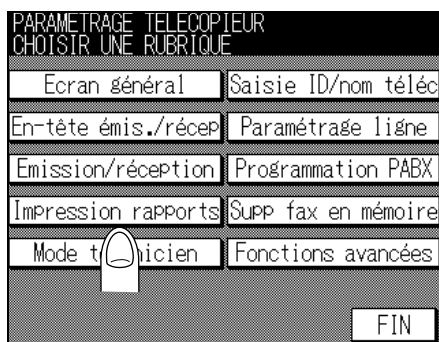 PARAMETRAGE TELECOPIEUR
CHOISIR UNE RUBRIQUE
Ecran général
Saisie ID/nom téléc
En-tête émis./récep
Paramétrage ligne
Emission/réception
Programmation PABX
Impression rapports
Supp fax en mémoire
Mode
Fonctions avancées
FIN